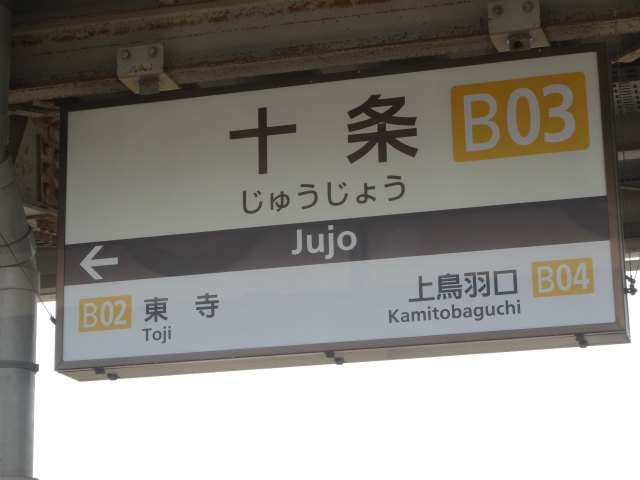 十条 B03
じゅうじょう
Jujo
←
B02 東寺
Toji
上鳥羽口 B04
Kamitobaguchi